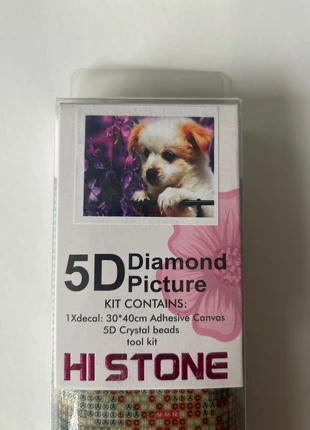 5D Diamond
Picture
KIT CONTAINS:
1Xdecal: 30*40cm Adhesive Canvas
5D Crystal beads
tool kit
HI STONE